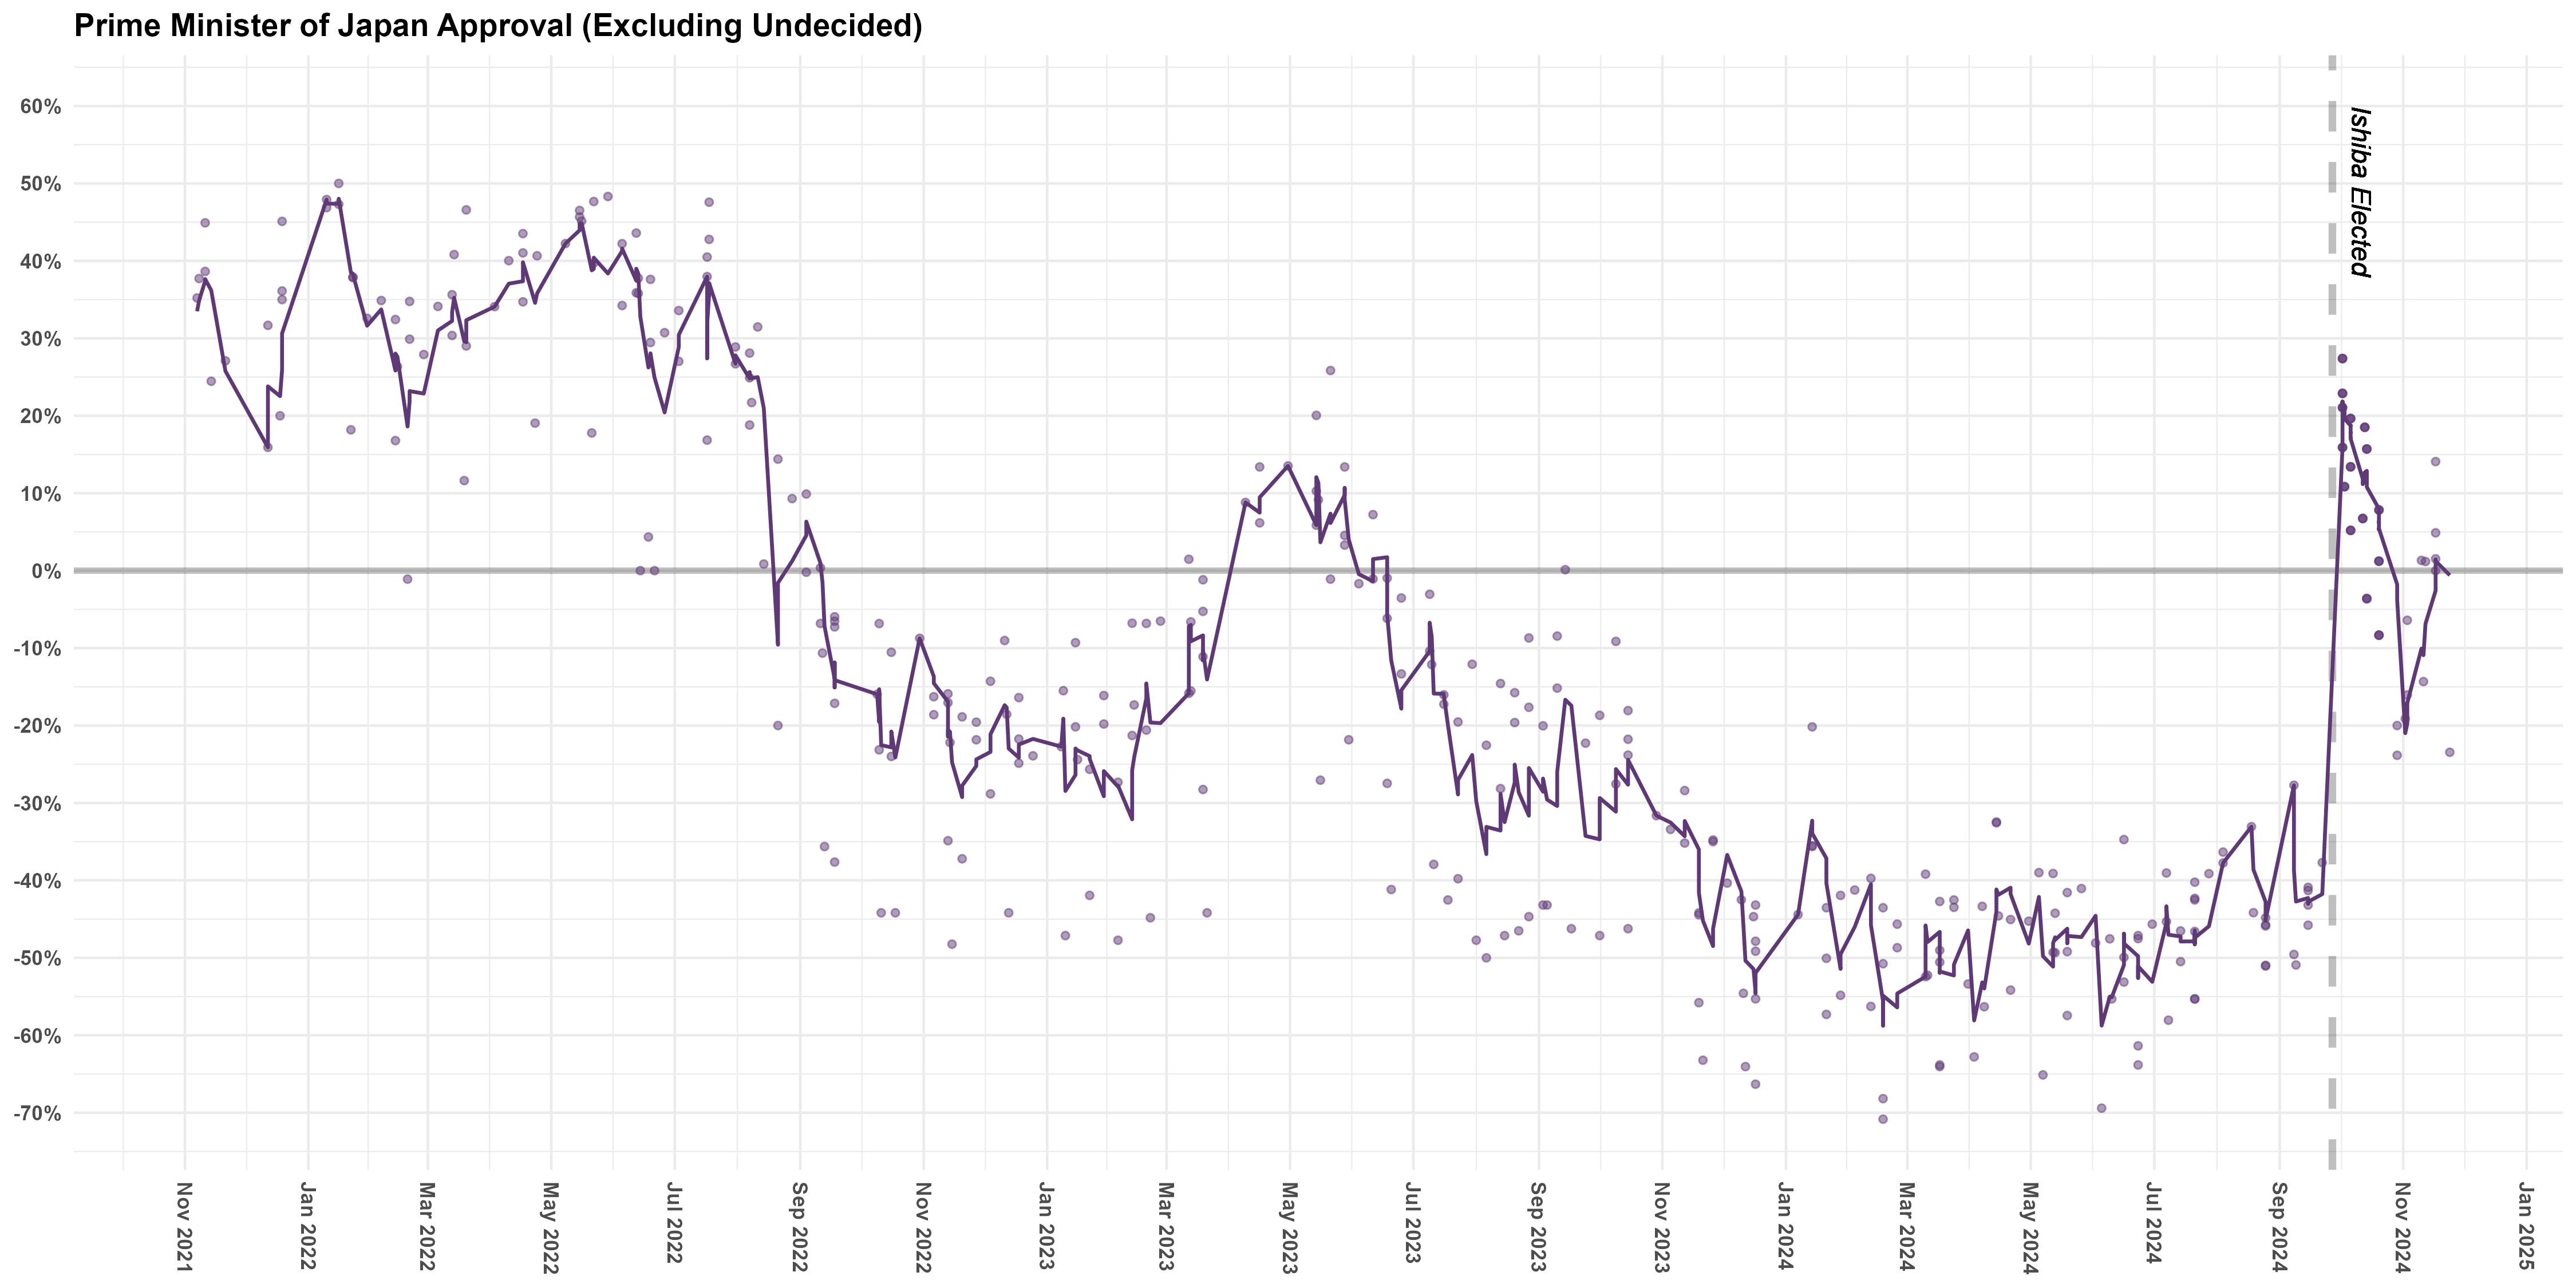 Prime Minister of Japan Approval (Excluding Undecided)
60%
50%
40%
30%
20%
10%
0%
-10%
-20%
-30%
-40%
-50%
-60%
-70%
Ishiba Elected
Nov 2021
Jan 2022
Mar 2022
May 2022
Jul 2022
Sep 2022
Nov 2022
Jan 2023
Mar 2023
May 2023
Jul 2023
Sep 2023
Nov 2023
Jan 2024
Mar 2024
May 2024
Jul 2024
Sep 2024
Nov 2024
Jan 2025